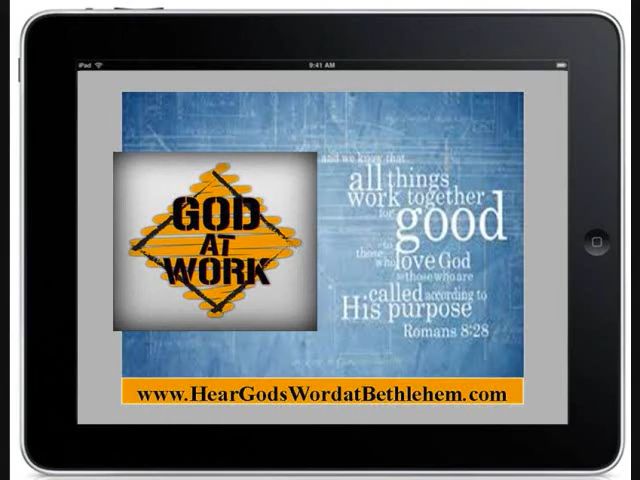 iPad
9:41 AM
GOD
AT
WORK
and we know that...
all things
work together
for
good
to
those
who
love God
to those who are
called according to
His purpose
Romans 8:28
www.HearGodsWordatBethlehem.com